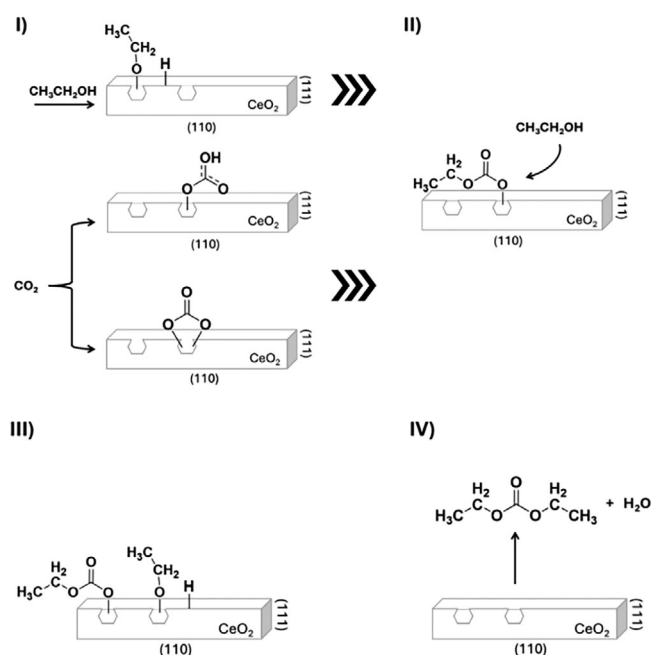 I)
CH₂
O
H
CH₃CH₂OH
CeO₂
(111)
(110)
OH
O
O
CeO₂
(111)
(110)
CO₂
O
O
O
CeO₂
(111)
(110)
II)
CH₃CH₂OH
H₂
C
O
H₃C
O
O
CeO₂
(111)
(110)
III)
H₃C
CH₂
H₂
C
O
H₃C
O
O
O
H
CeO₂
(111)
(110)
IV)
H₂
C
O
H₂
C
H₃C
O
O
CH₃
+ H₂O
CeO₂
(111)
(110)